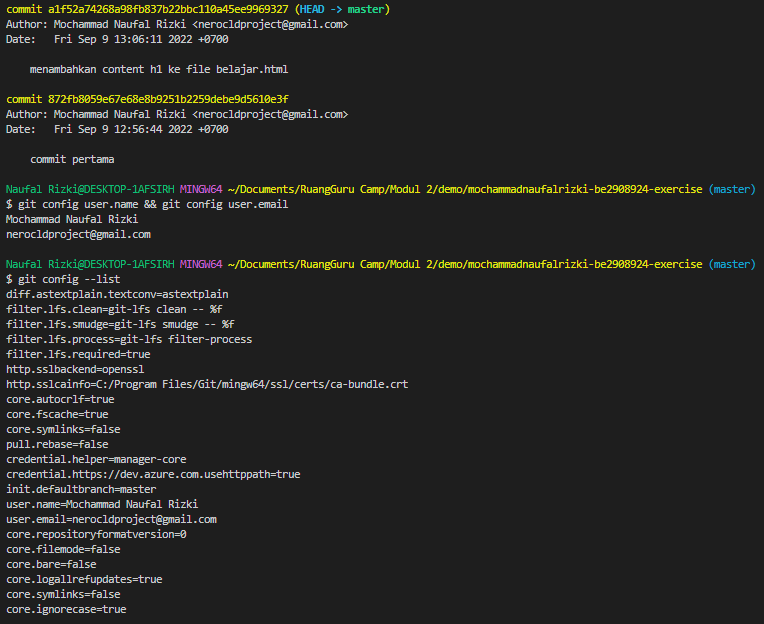 commit a1f52a74268a98fb837b22bbc110a45ee9969327 (HEAD -> master)
Author: Mochammad Naufal Rizki <nerocldproject@gmail.com>
Date:   Fri Sep 9 13:06:11 2022 +0700
    menambahkan content h1 ke file belajar.html
commit 872fb8059e67e68e8b9251b2259debe9d5610e3f
Author: Mochammad Naufal Rizki <nerocldproject@gmail.com>
Date:   Fri Sep 9 12:56:44 2022 +0700
    commit pertama
Naufal Rizki@DESKTOP-1AFSIRH MINGW64 ~/Documents/RuangGuru Camp/Modul 2/demo/mochammadnaufalrizki-be2908924-exercise (master)
$ git config user.name && git config user.email
Mochammad Naufal Rizki
nerocldproject@gmail.com
Naufal Rizki@DESKTOP-1AFSIRH MINGW64 ~/Documents/RuangGuru Camp/Modul 2/demo/mochammadnaufalrizki-be2908924-exercise (master)
$ git config --list
diff.astextplain.textconv=astextplain
filter.lfs.clean=git-lfs clean -- %f
filter.lfs.smudge=git-lfs smudge -- %f
filter.lfs.process=git-lfs filter-process
filter.lfs.required=true
http.sslbackend=openssl
http.sslcainfo=C:/Program Files/Git/mingw64/ssl/certs/ca-bundle.crt
core.autocrlf=true
core.fscache=true
core.symlinks=false
pull.rebase=false
credential.helper=manager-core
credential.https://dev.azure.com.usehttppath=true
init.defaultbranch=master
user.name=Mochammad Naufal Rizki
user.email=nerocldproject@gmail.com
core.repositoryformatversion=0
core.filemode=false
core.bare=false
core.logallrefupdates=true
core.symlinks=false
core.ignorecase=true